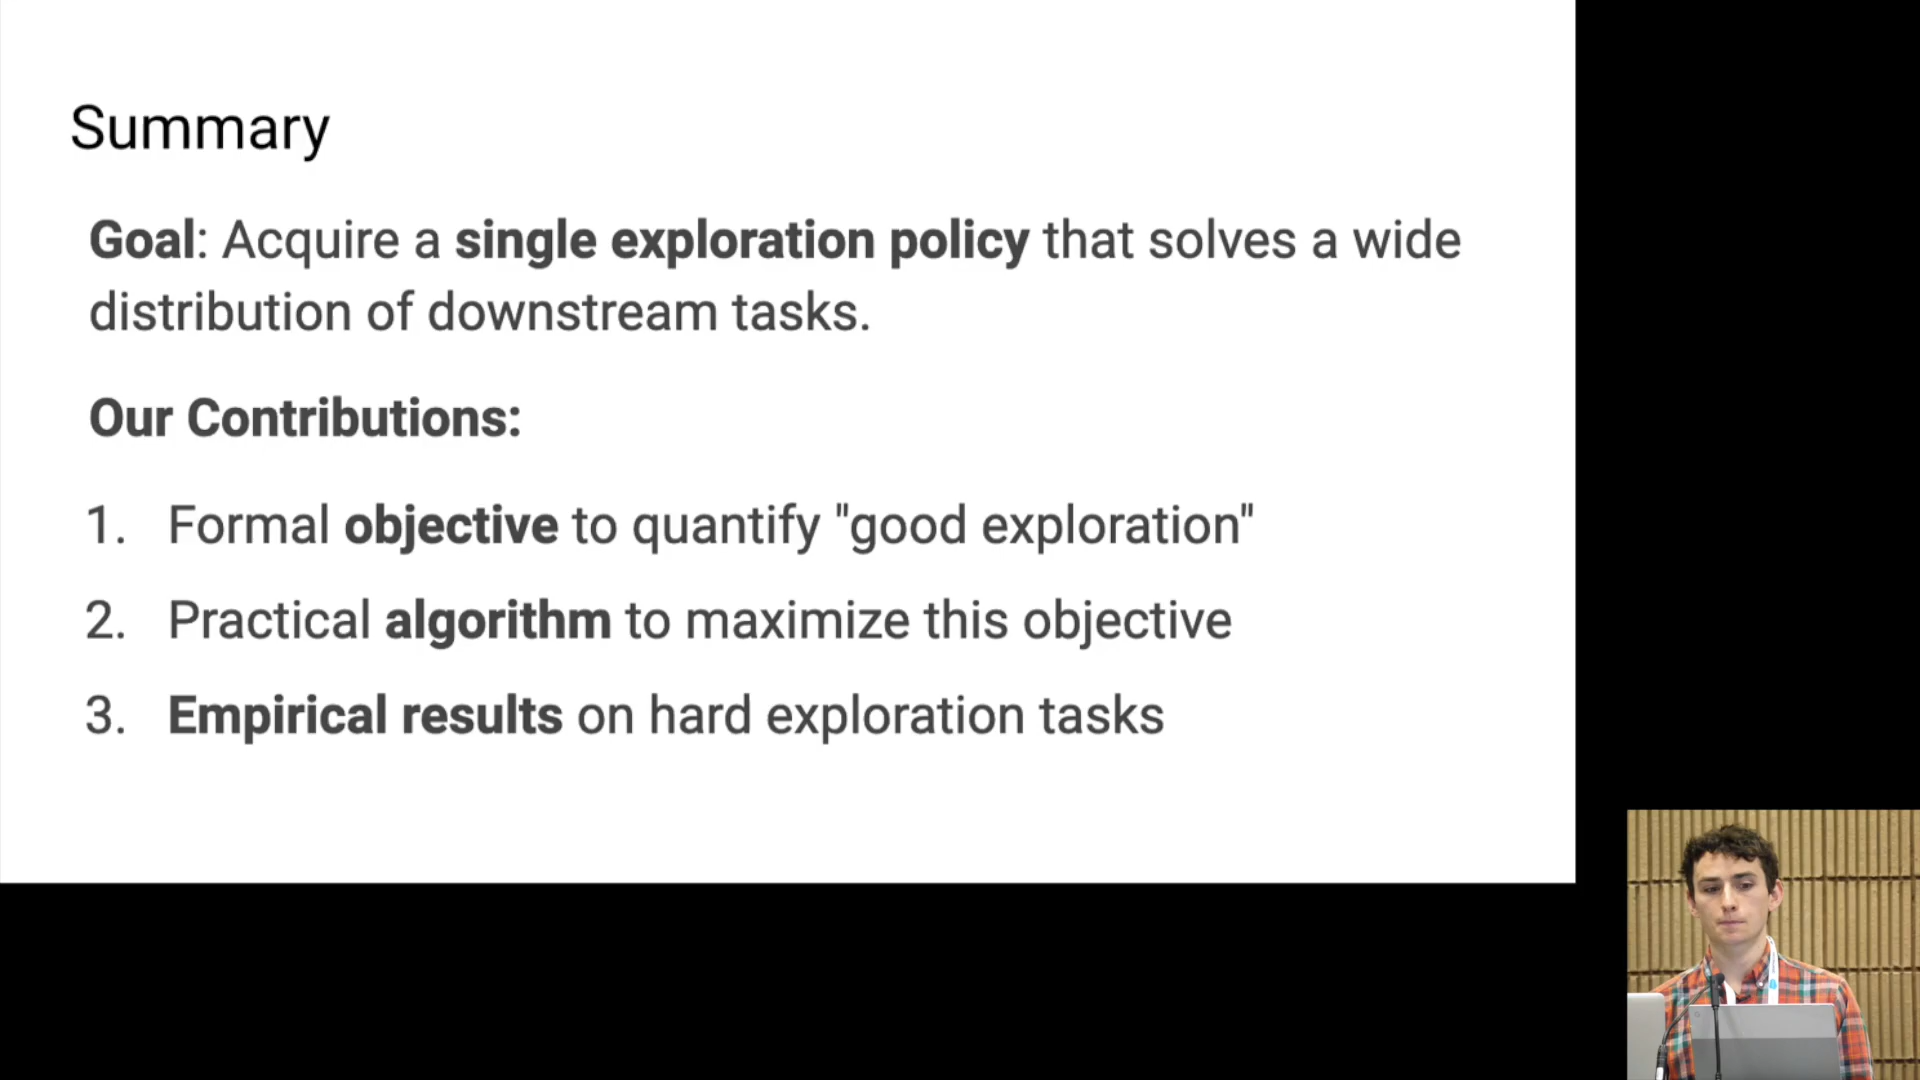 Summary
Goal: Acquire a single exploration policy that solves a wide
distribution of downstream tasks.
Our Contributions:
1. Formal objective to quantify "good exploration"
2. Practical algorithm to maximize this objective
3. Empirical results on hard exploration tasks